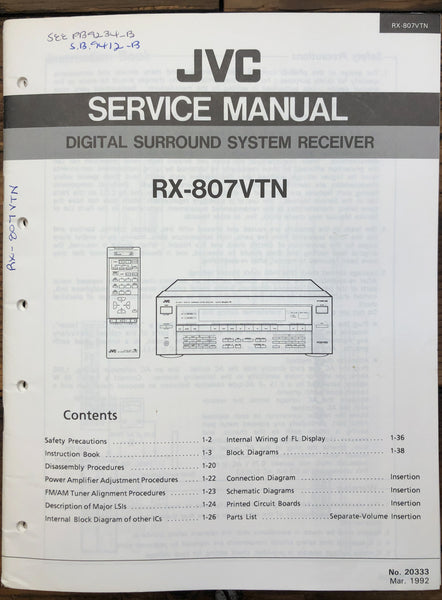 RX-807VTN
SEE PB9234-B
S.B.9412-B
JVC
SERVICE MANUAL
DIGITAL SURROUND SYSTEM RECEIVER
RX-807VTN
RX-807VTN
JVC
JVC
Contents
Safety Precautions 1-2
Instruction Book 1-3
Disassembly Procedures 1-20
Power Amplifier Adjustment Procedures 1-22
FM/AM Tuner Alignment Procedures 1-23
Description of Major LSIs 1-24
Internal Block Diagram of other ICs 1-26
Internal Wiring of FL Display 1-36
Block Diagrams 1-38
Connection Diagram Insertion
Schematic Diagrams Insertion
Printed Circuit Boards Insertion
Parts List Separate-Volume Insertion
No. 20333
Mar. 1992